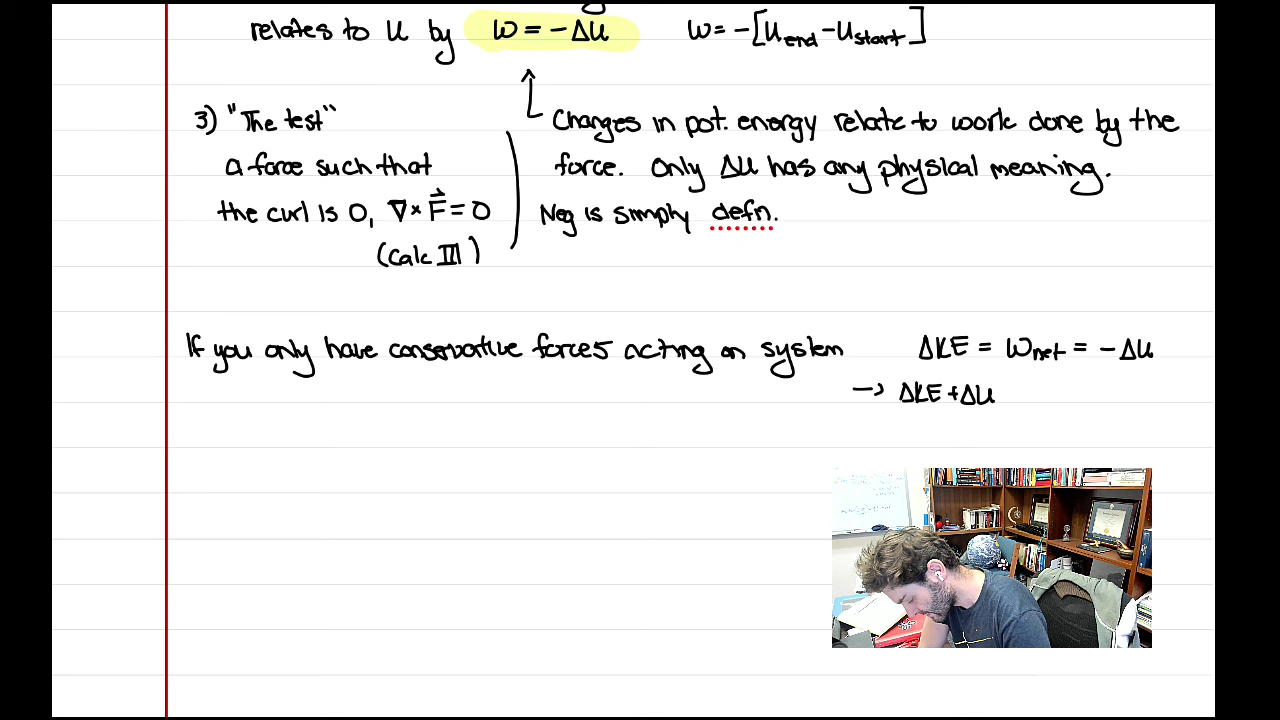 relates to U by W = -ΔU W = -[U_end - U_start]
3) "The test"
a force such that
the curl is 0, ∇ × F⃗ = 0
(Calc III)
Changes in pot. energy relate to work done by the
force. Only ΔU has any physical meaning.
Neg is simply defn.
If you only have conservative forces acting on system ΔKE = W_net = -ΔU
→ ΔKE + ΔU